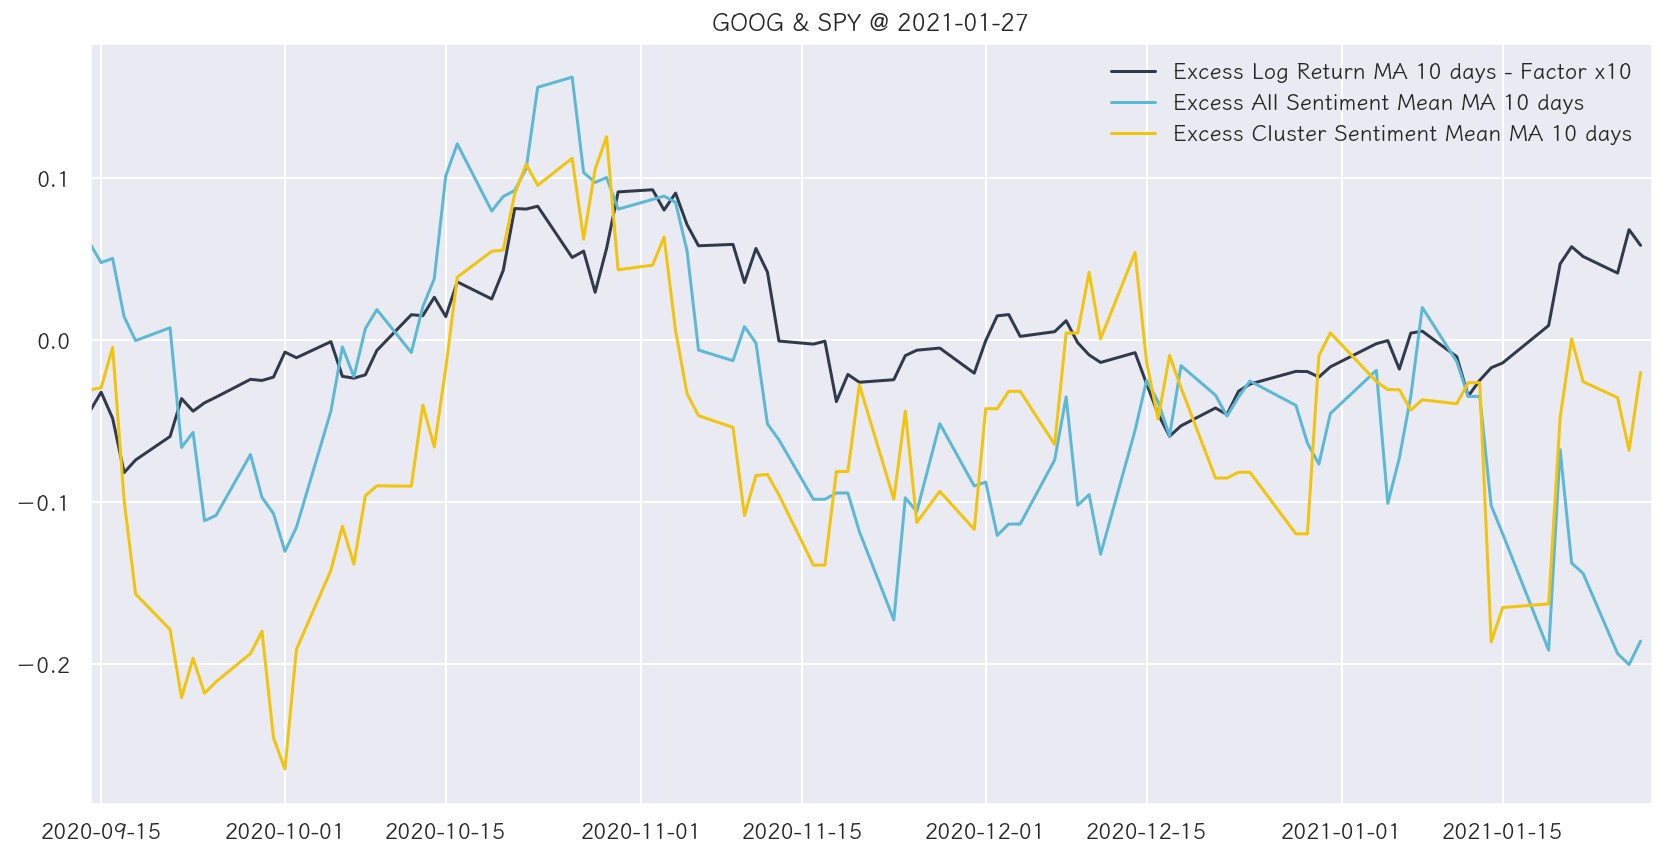 GOOG & SPY @ 2021-01-27
Excess Log Return MA 10 days - Factor x10
Excess All Sentiment Mean MA 10 days
Excess Cluster Sentiment Mean MA 10 days
0.1
0.0
−0.1
−0.2
2020-09-15 2020-10-01 2020-10-15 2020-11-01 2020-11-15 2020-12-01 2020-12-15 2021-01-01 2021-01-15